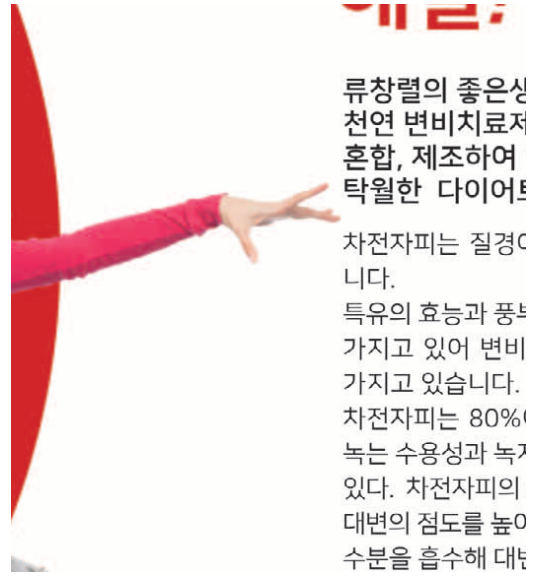 류창렬의 좋은
천연 변비치료제
혼합, 제조하여
탁월한 다이어트
차전자피는 질경이
니다.
특유의 효능과
가지고 있어 변비
가지고 있습니다.
차전자피는 80%
녹는 수용성과
있다. 차전자피의
대변의 점도를 높여
수분을 흡수해 대변